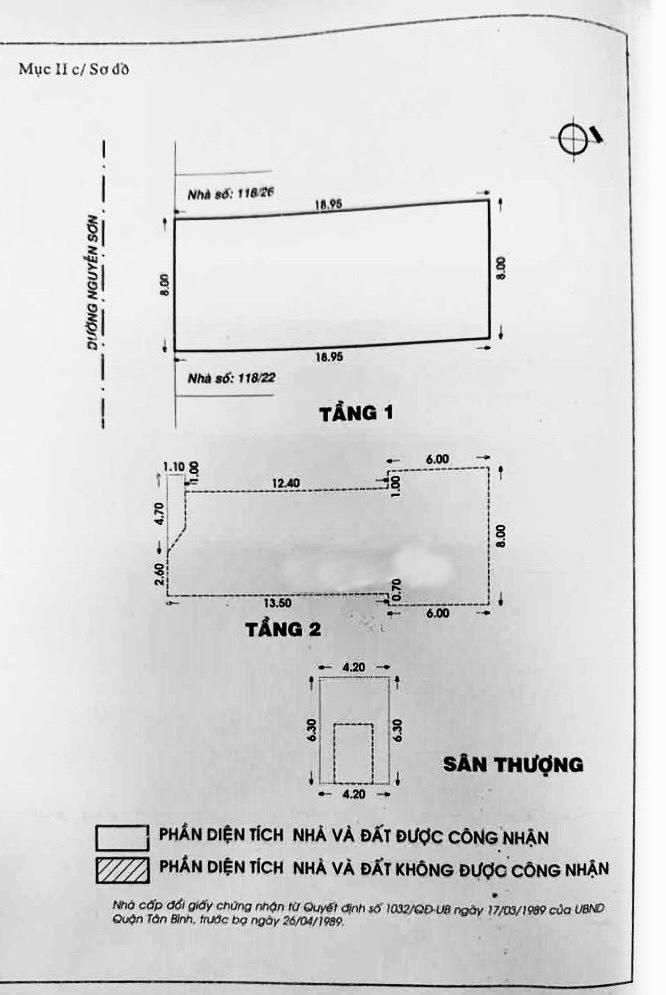 Mục II c/ Sơ đồ
ĐƯỜNG NGUYỄN SƠN
Nhà số: 118/26
18.95
8.00
8.00
18.95
Nhà số: 118/22
TẦNG 1
6.00
1.10
1.00
12.40
1.00
4.70
8.00
2.60
0.70
13.50
6.00
TẦNG 2
4.20
6.30
6.30
SÂN THƯỢNG
4.20
PHẦN DIỆN TÍCH NHÀ VÀ ĐẤT ĐƯỢC CÔNG NHẬN
PHẦN DIỆN TÍCH NHÀ VÀ ĐẤT KHÔNG ĐƯỢC CÔNG NHẬN
Nhà cấp đổi giấy chứng nhận từ Quyết định số 1032/QĐ-UB ngày 17/03/1989 của UBND
Quận Tân Bình, trước bạ ngày 26/04/1989.